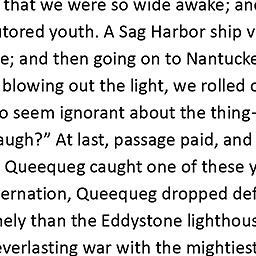 that we were so wide awake; an
tored youth. A Sag Harbor ship v
e; and then going on to Nantucke
blowing out the light, we rolled
o seem ignorant about the thing-
augh?” At last, passage paid, and
Queequeg caught one of these y
ernation, Queequeg dropped def
nely than the Eddystone lighthous
everlasting war with the mightiest